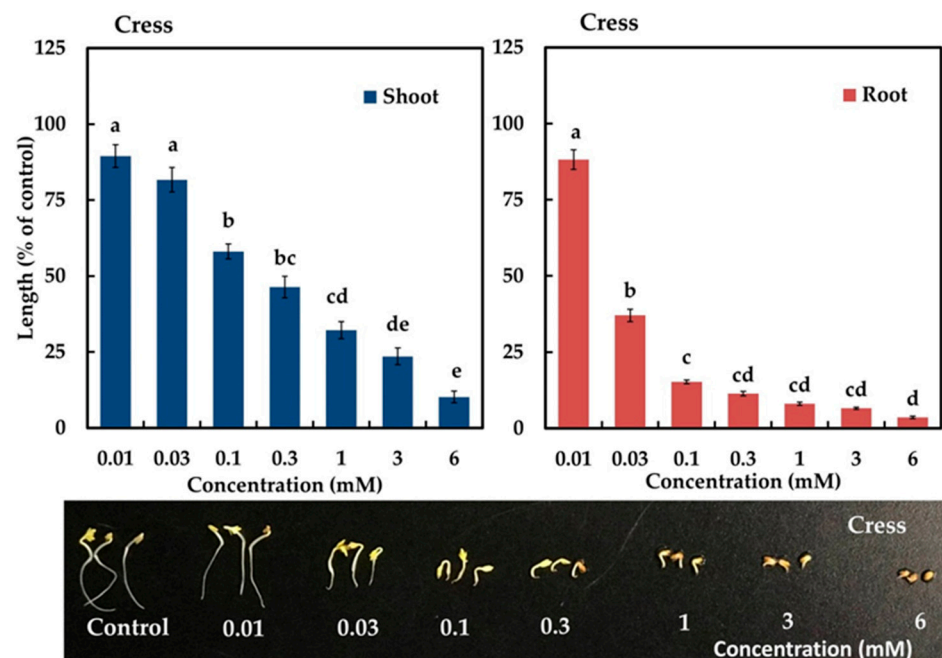 Cress
125
100
75
50
25
0
Length (% of control)
Shoot
a
a
b
bc
cd
de
e
0.01 0.03 0.1 0.3 1 3 6
Concentration (mM)
Cress
125
100
75
50
25
0
Root
a
b
c
cd
cd
cd
d
0.01 0.03 0.1 0.3 1 3 6
Concentration (mM)
Cress
Control 0.01 0.03 0.1 0.3 1 3 6
Concentration (mM)